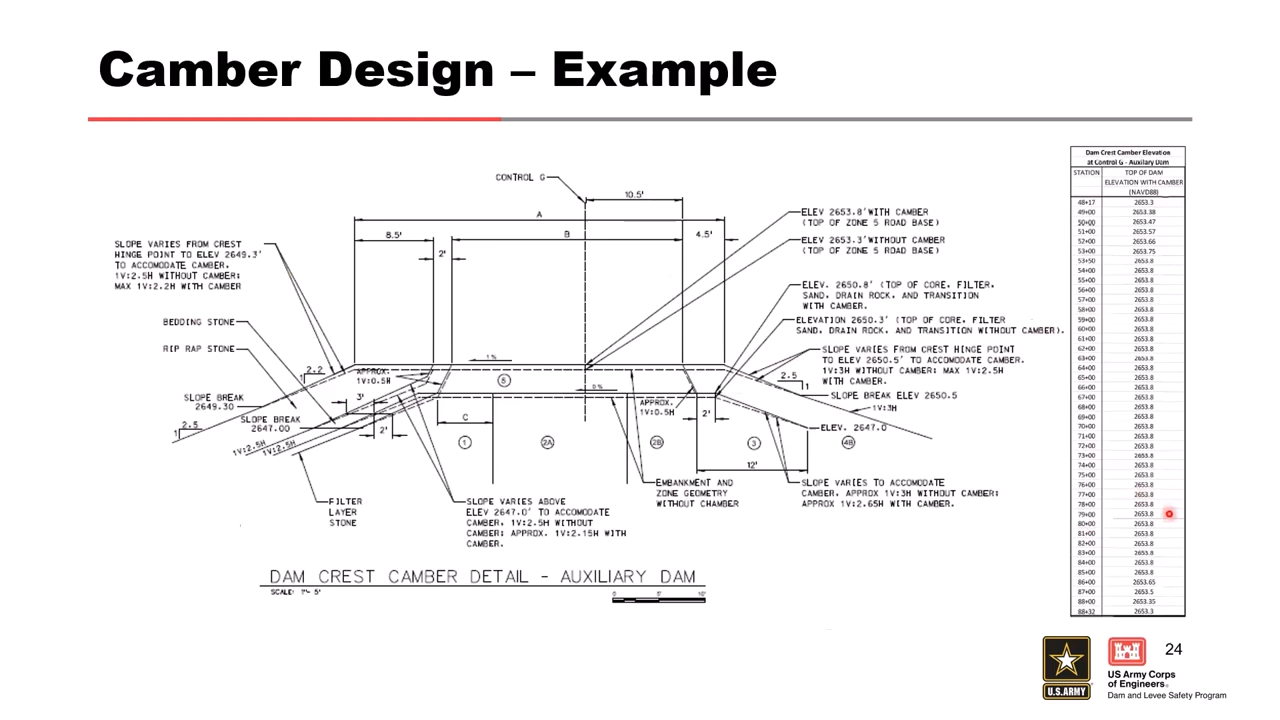 Camber Design – Example
CONTROL G
10.5'
A
8.5'
B
4.5'
2'
ELEV 2653.8' WITH CAMBER
(TOP OF ZONE 5 ROAD BASE)
ELEV 2653.3' WITHOUT CAMBER
(TOP OF ZONE 5 ROAD BASE)
SLOPE VARIES FROM CREST
HINGE POINT TO ELEV 2649.3'
TO ACCOMODATE CAMBER.
1V:2.5H WITHOUT CAMBER;
MAX 1V:2.2H WITH CAMBER
ELEV. 2650.8' (TOP OF CORE, FILTER,
SAND, DRAIN ROCK, AND TRANSITION
WITH CAMBER.
BEDDING STONE
ELEVATION 2650.3' (TOP OF CORE, FILTER
SAND, DRAIN ROCK, AND TRANSITION WITHOUT CAMBER).
RIP RAP STONE
SLOPE VARIES FROM CREST HINGE POINT
TO ELEV 2650.5' TO ACCOMODATE CAMBER.
1V:3H WITHOUT CAMBER; MAX 1V:2.5H
WITH CAMBER.
1%
2.2
1
APPROX.
1V:0.5H
5
0%
2.5
1
SLOPE BREAK
2649.30
3'
APPROX.
1V:0.5H
SLOPE BREAK ELEV 2650.5
1V:3H
SLOPE BREAK
2647.00
2.5
1
C
2'
2'
ELEV. 2647.0
1V:2.5H
1V:2.5H
1
2A
2B
3
4B
12'
FILTER
LAYER
STONE
SLOPE VARIES ABOVE
ELEV 2647.0' TO ACCOMODATE
CAMBER. 1V:2.5H WITHOUT
CAMBER; APPROX. 1V:2.15H WITH
CAMBER.
EMBANKMENT AND
ZONE GEOMETRY
WITHOUT CHAMBER
SLOPE VARIES TO ACCOMODATE
CAMBER. APPROX 1V:3H WITHOUT CAMBER;
APPROX 1V:2.65H WITH CAMBER.
DAM CREST CAMBER DETAIL - AUXILIARY DAM
SCALE: 1"= 5'
0 5' 10'
Dam Crest Camber Elevation
at Control G - Auxilary Dam
STATION TOP OF DAM
ELEVATION WITH CAMBER
(NAVD88)
48+17 2653.3
49+00 2653.38
50+00 2653.47
51+00 2653.57
52+00 2653.66
53+00 2653.75
53+50 2653.8
54+00 2653.8
55+00 2653.8
56+00 2653.8
57+00 2653.8
58+00 2653.8
59+00 2653.8
60+00 2653.8
61+00 2653.8
62+00 2653.8
63+00 2653.8
64+00 2653.8
65+00 2653.8
66+00 2653.8
67+00 2653.8
68+00 2653.8
69+00 2653.8
70+00 2653.8
71+00 2653.8
72+00 2653.8
73+00 2653.8
74+00 2653.8
75+00 2653.8
76+00 2653.8
77+00 2653.8
78+00 2653.8
79+00 2653.8
80+00 2653.8
81+00 2653.8
82+00 2653.8
83+00 2653.8
84+00 2653.8
85+00 2653.8
86+00 2653.65
87+00 2653.5
88+00 2653.35
88+32 2653.3
U.S.ARMY
US Army Corps
of Engineers®
Dam and Levee Safety Program
24